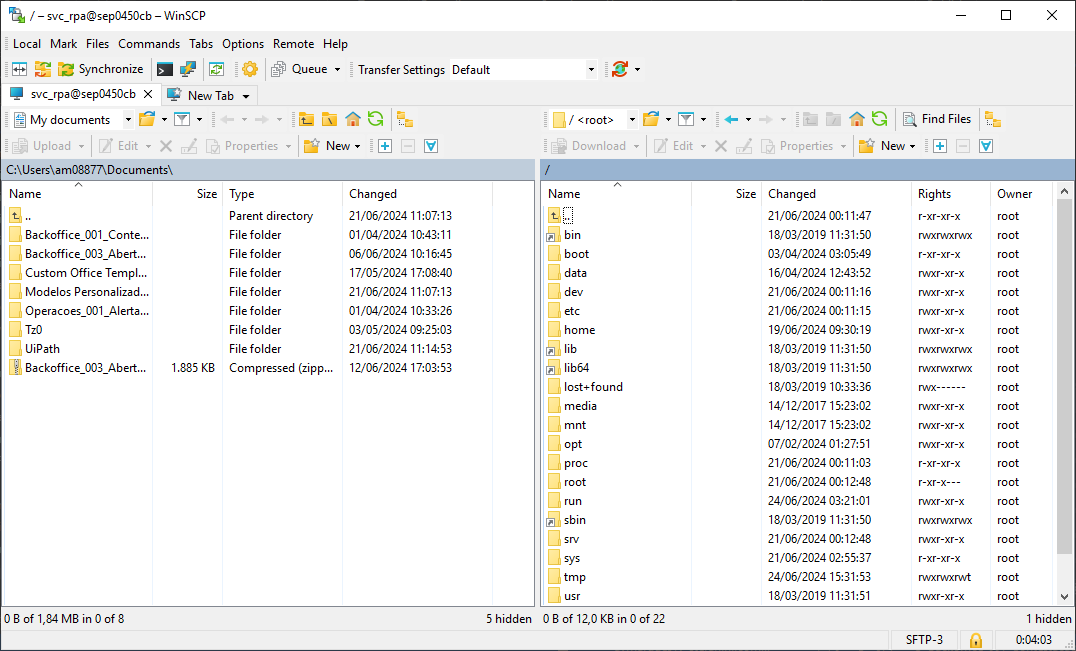 / – svc_rpa@sep0450cb – WinSCP
Local Mark Files Commands Tabs Options Remote Help
Synchronize Queue Transfer Settings Default
svc_rpa@sep0450cb New Tab
My documents
/ <root> Find Files
Upload Edit Properties New
Download Edit Properties New
C:\Users\am08877\Documents\
Name Size Type Changed
.. Parent directory 21/06/2024 11:07:13
Backoffice_001_Conte... File folder 01/04/2024 10:43:11
Backoffice_003_Abert... File folder 06/06/2024 10:16:45
Custom Office Templ... File folder 17/05/2024 17:08:40
Modelos Personalizad... File folder 21/06/2024 11:07:13
Operacoes_001_Alerta... File folder 01/04/2024 10:33:26
Tz0 File folder 03/05/2024 09:25:03
UiPath File folder 21/06/2024 11:14:53
Backoffice_003_Abert... 1.885 KB Compressed (zipp... 12/06/2024 17:03:53
0 B of 1,84 MB in 0 of 8 5 hidden
/
Name Size Changed Rights Owner
.. 21/06/2024 00:11:47 r-xr-xr-x root
bin 18/03/2019 11:31:50 rwxrwxrwx root
boot 03/04/2024 03:05:49 r-xr-xr-x root
data 16/04/2024 12:43:52 rwxr-xr-x root
dev 21/06/2024 00:11:16 rwxr-xr-x root
etc 21/06/2024 00:11:15 rwxr-xr-x root
home 19/06/2024 09:30:19 rwxr-xr-x root
lib 18/03/2019 11:31:50 rwxrwxrwx root
lib64 18/03/2019 11:31:50 rwxrwxrwx root
lost+found 18/03/2019 10:33:36 rwx------ root
media 14/12/2017 15:23:02 rwxr-xr-x root
mnt 14/12/2017 15:23:02 rwxr-xr-x root
opt 07/02/2024 01:27:51 rwxr-xr-x root
proc 21/06/2024 00:11:03 r-xr-xr-x root
root 21/06/2024 00:12:48 r-xr-x--- root
run 24/06/2024 03:21:01 rwxr-xr-x root
sbin 18/03/2019 11:31:50 rwxrwxrwx root
srv 21/06/2024 00:12:48 rwxr-xr-x root
sys 21/06/2024 02:55:37 r-xr-xr-x root
tmp 24/06/2024 15:31:53 rwxrwxrwt root
usr 18/03/2019 11:31:51 rwxr-xr-x root
0 B of 12,0 KB in 0 of 22 1 hidden
SFTP-3 0:04:03